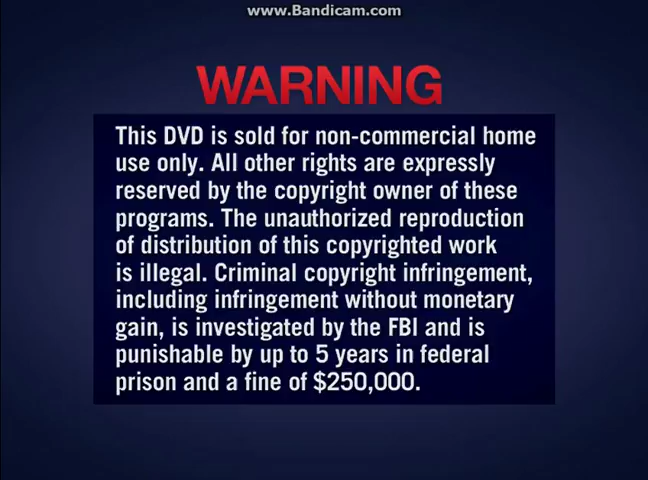 www.Bandicam.com
WARNING
This DVD is sold for non-commercial home
use only. All other rights are expressly
reserved by the copyright owner of these
programs. The unauthorized reproduction
of distribution of this copyrighted work
is illegal. Criminal copyright infringement,
including infringement without monetary
gain, is investigated by the FBI and is
punishable by up to 5 years in federal
prison and a fine of $250,000.